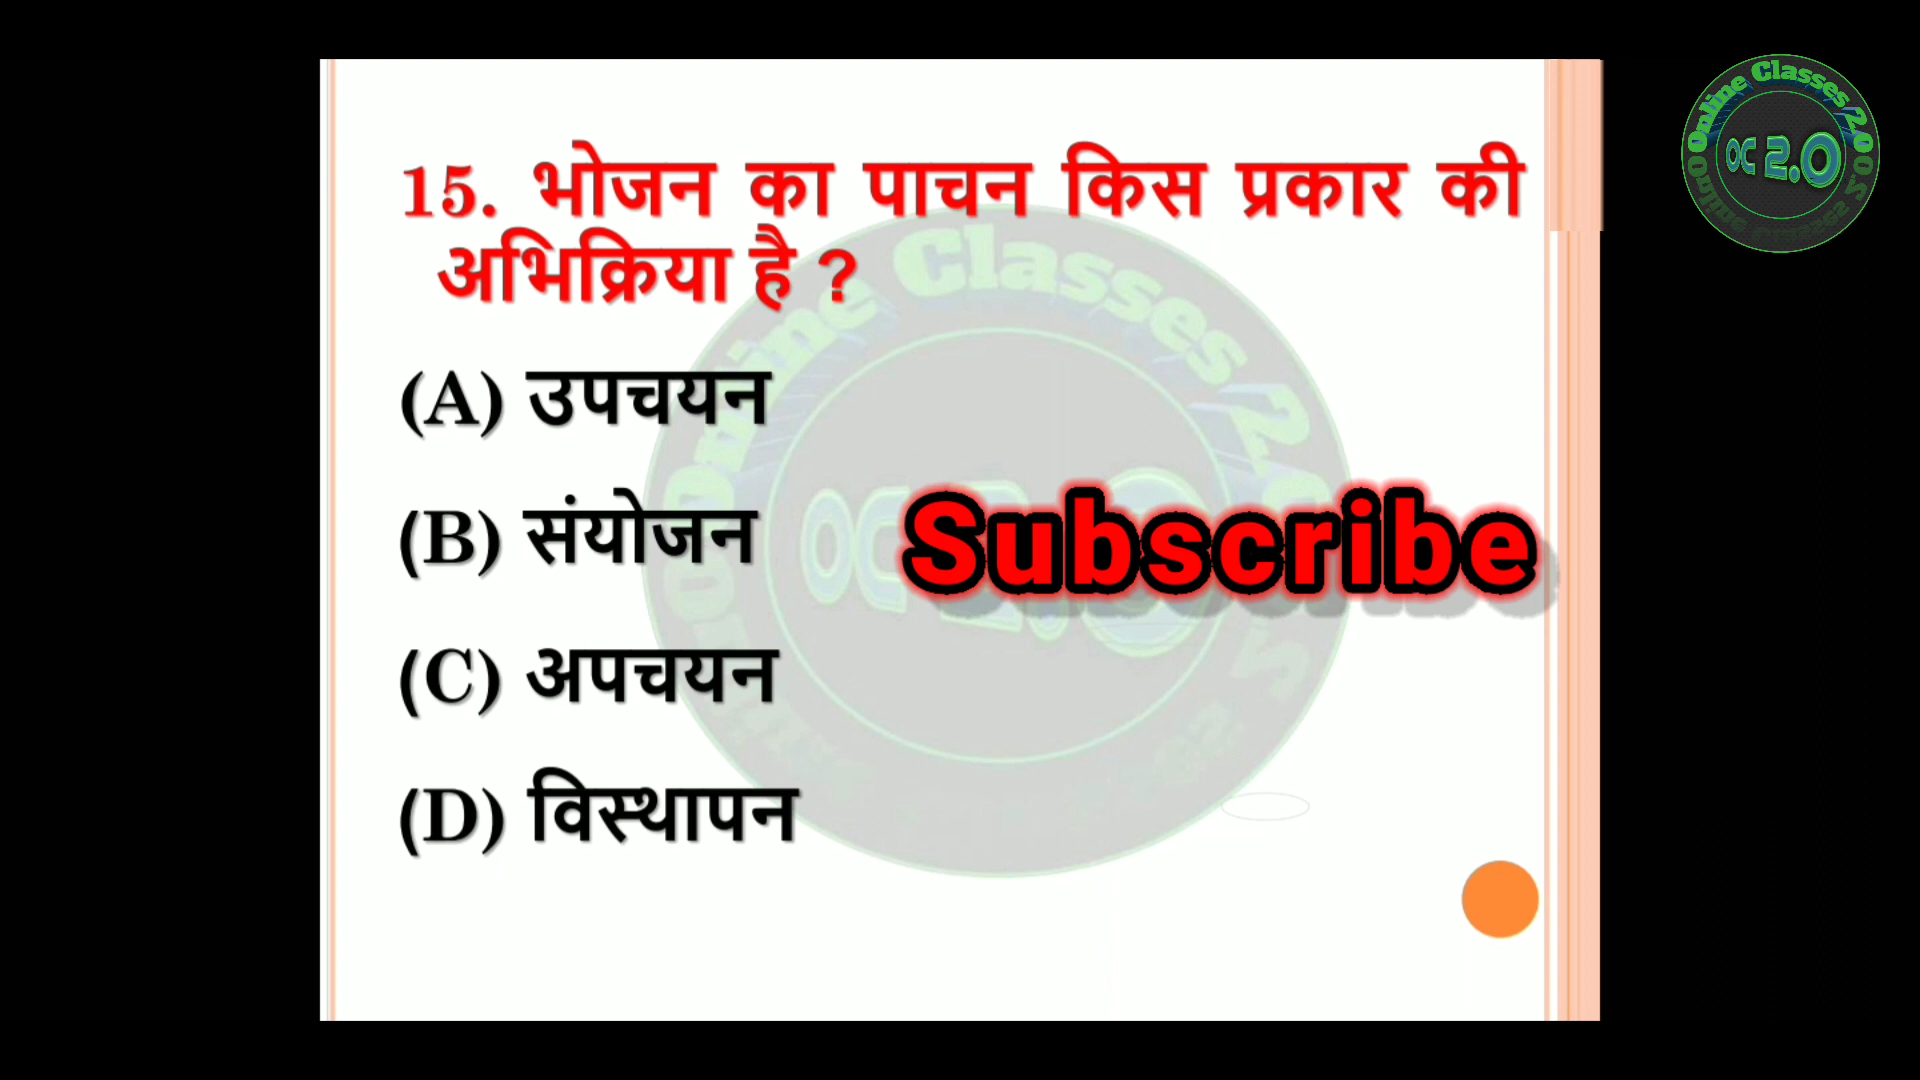 15. भोजन का पाचन किस प्रकार की
अभिक्रिया है ?
(A) उपचयन
(B) संयोजन
Subscribe
(C) अपचयन
(D) विस्थापन
Online Classes 2.0
OC 2.0